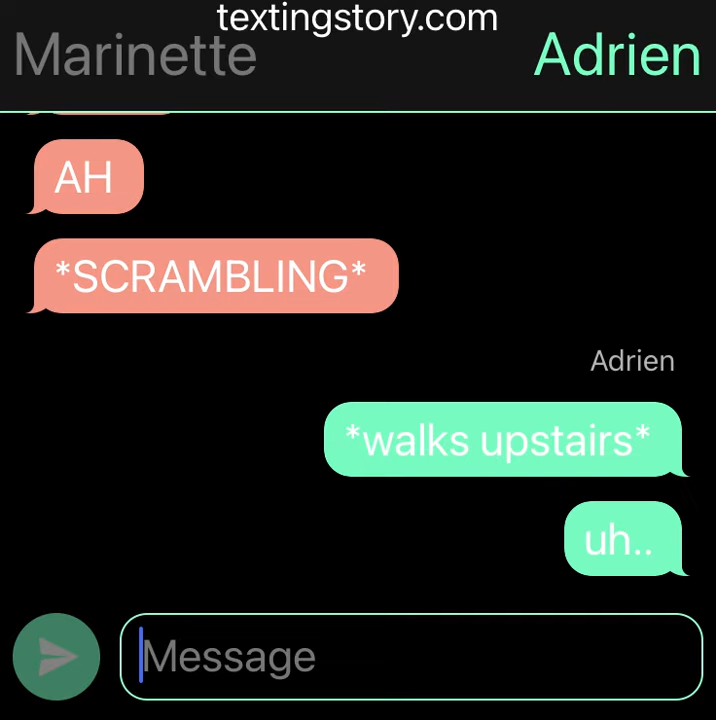 textingstory.com
Marinette Adrien
AH
*SCRAMBLING*
Adrien
*walks upstairs*
uh..
Message